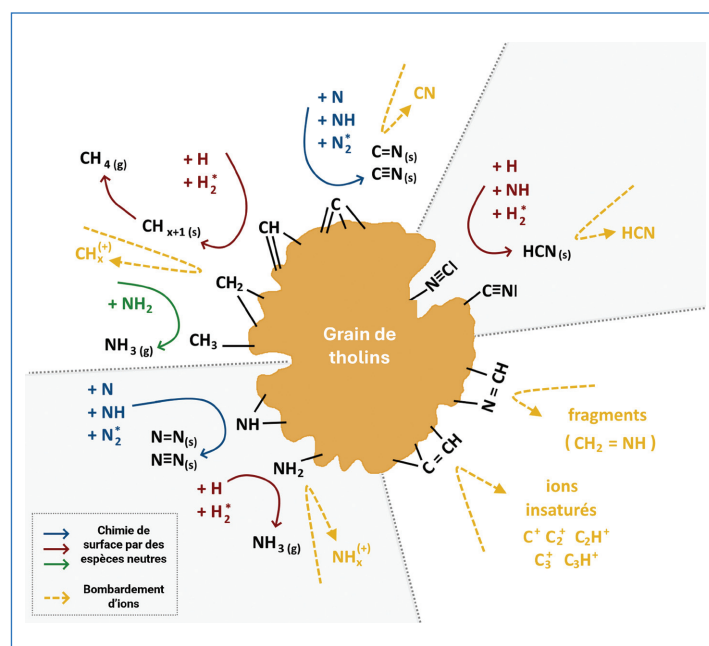 + N
+ NH
+ N₂*
CN
C=N(s)
C≡N(s)
+ H
+ H₂*
CH₄ (g)
CHₓ₊₁ (s)
CHₓ⁽⁺⁾
+ NH₂
NH₃ (g)
+ H
+ NH
+ H₂*
HCN(s)
HCN
C
CH
CH₂
CH₃
N≡C|
C≡N|
Grain de
tholins
N = CH
C = CH
NH
NH₂
+ N
+ NH
+ N₂*
N=N(s)
N≡N(s)
+ H
+ H₂*
NH₃ (g)
NHₓ⁽⁺⁾
fragments
( CH₂ = NH )
ions
insaturés
C⁺ C₂⁺ C₂H⁺
C₃⁺ C₃H⁺
Chimie de
surface par des
espèces neutres
Bombardement
d'ions